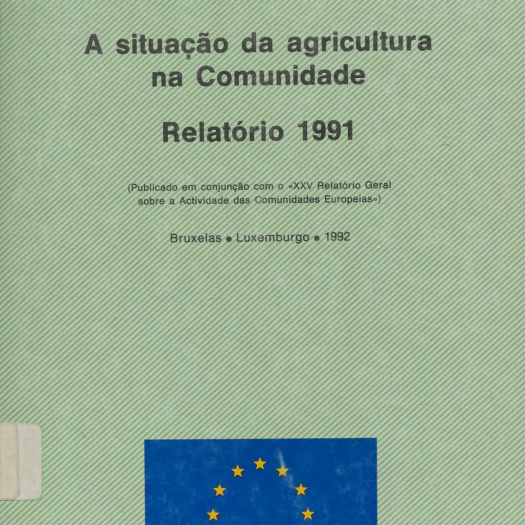 A situação da agricultura
na Comunidade
Relatório 1991
(Publicado em conjunção com o «XXV Relatório Geral
sobre a Actividade das Comunidades Europeias»)
Bruxelas • Luxemburgo • 1992